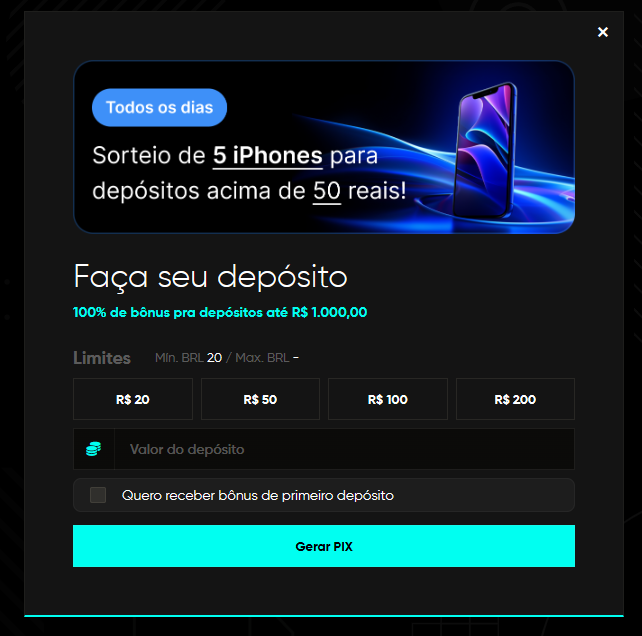 ×
Todos os dias
Sorteio de 5 iPhones para
depósitos acima de 50 reais!
Faça seu depósito
100% de bônus pra depósitos até R$ 1.000,00
Limites Mín. BRL 20 / Max. BRL -
R$ 20 R$ 50 R$ 100 R$ 200
Valor do depósito
Quero receber bônus de primeiro depósito
Gerar PIX